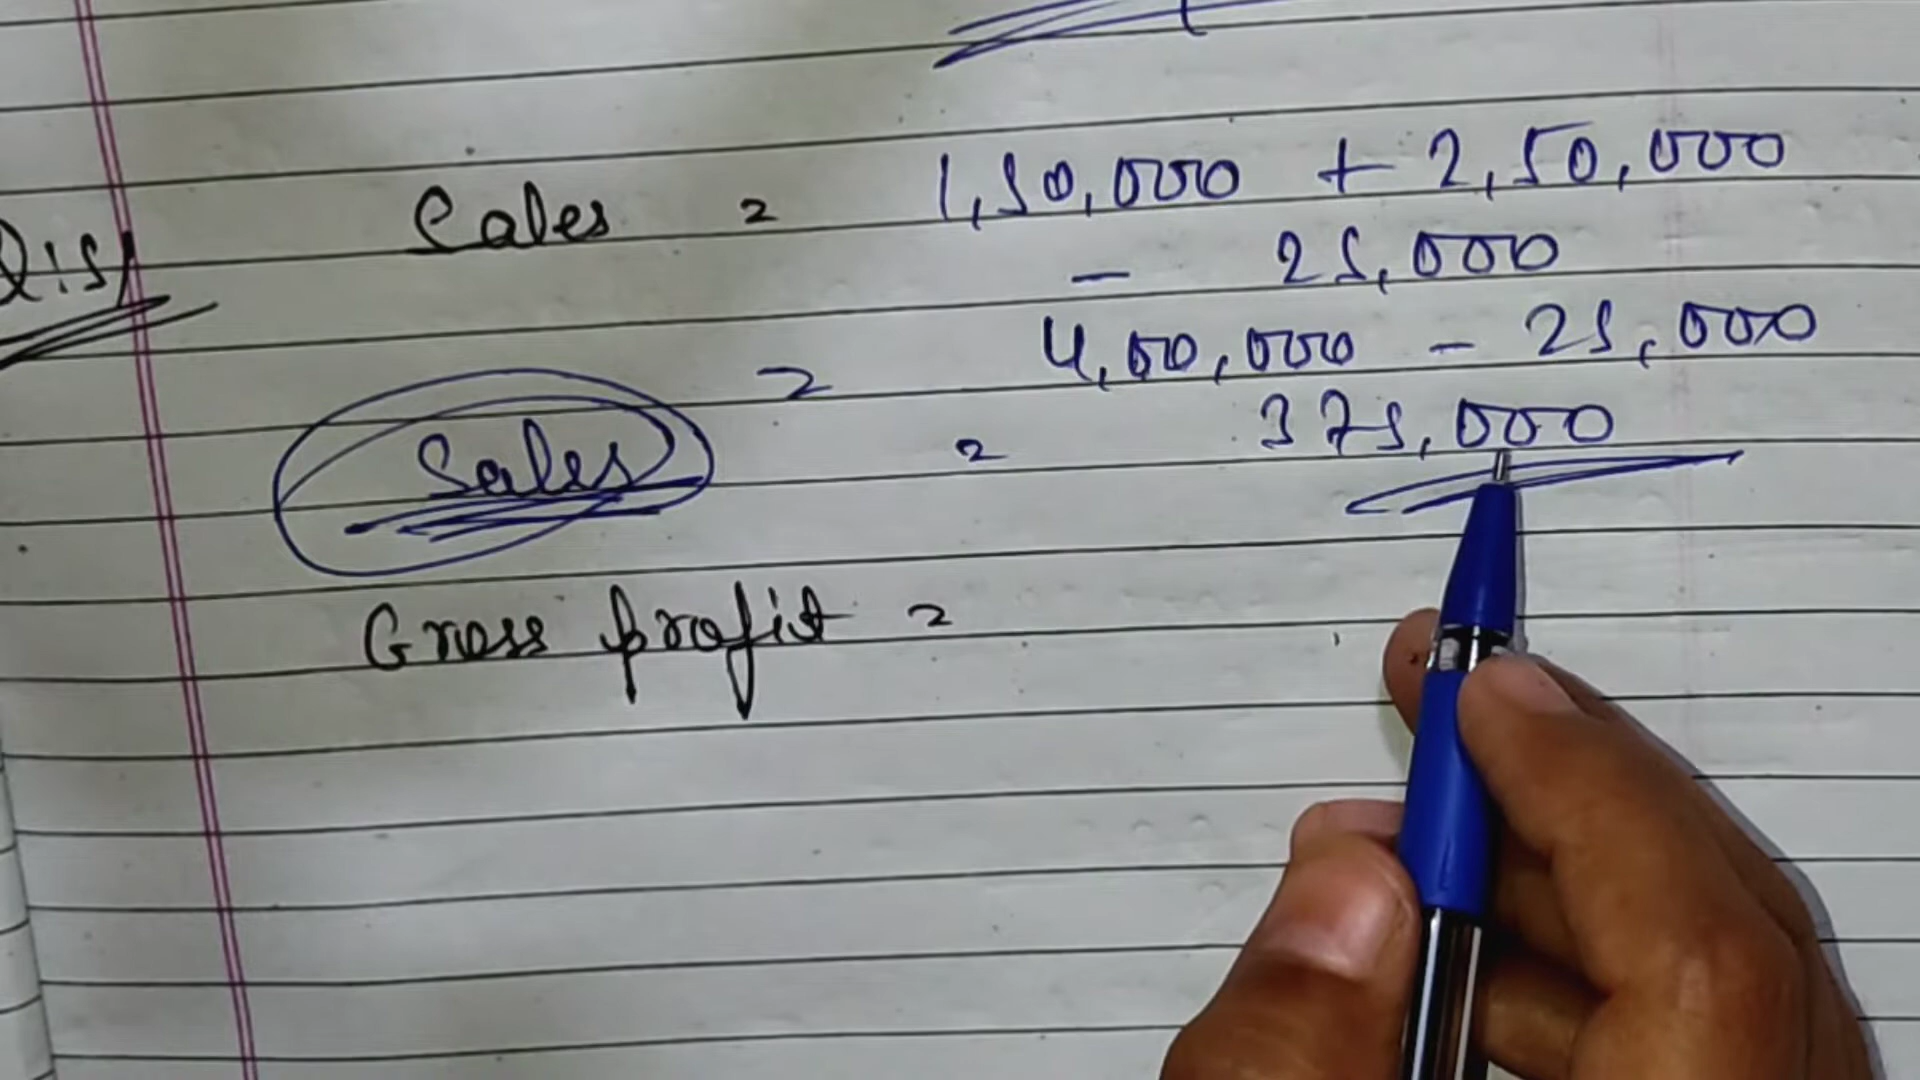 Sales = 1,50,000 + 2,50,000
- 25,000
= 4,00,000 - 25,000
Sales = 375,000
Gross profit =